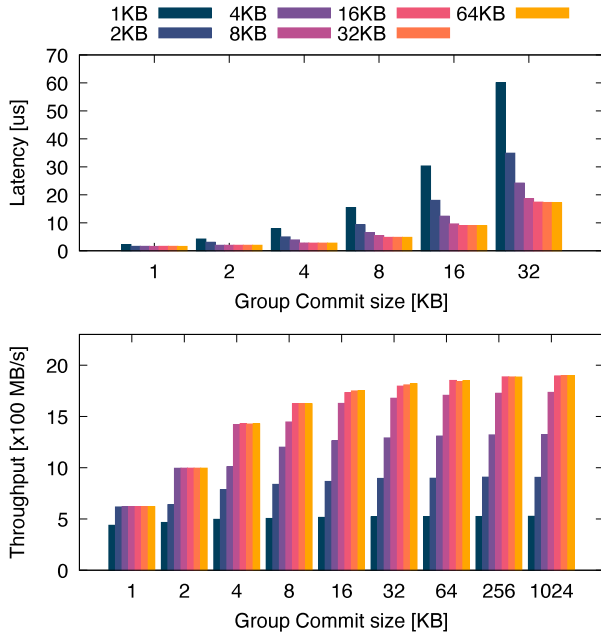 1KB 4KB 16KB 64KB
2KB 8KB 32KB
Latency [us]
70
60
50
40
30
20
10
0
1 2 4 8 16 32
Group Commit size [KB]
Throughput [x100 MB/s]
20
15
10
5
0
1 2 4 8 16 32 64 256 1024
Group Commit size [KB]